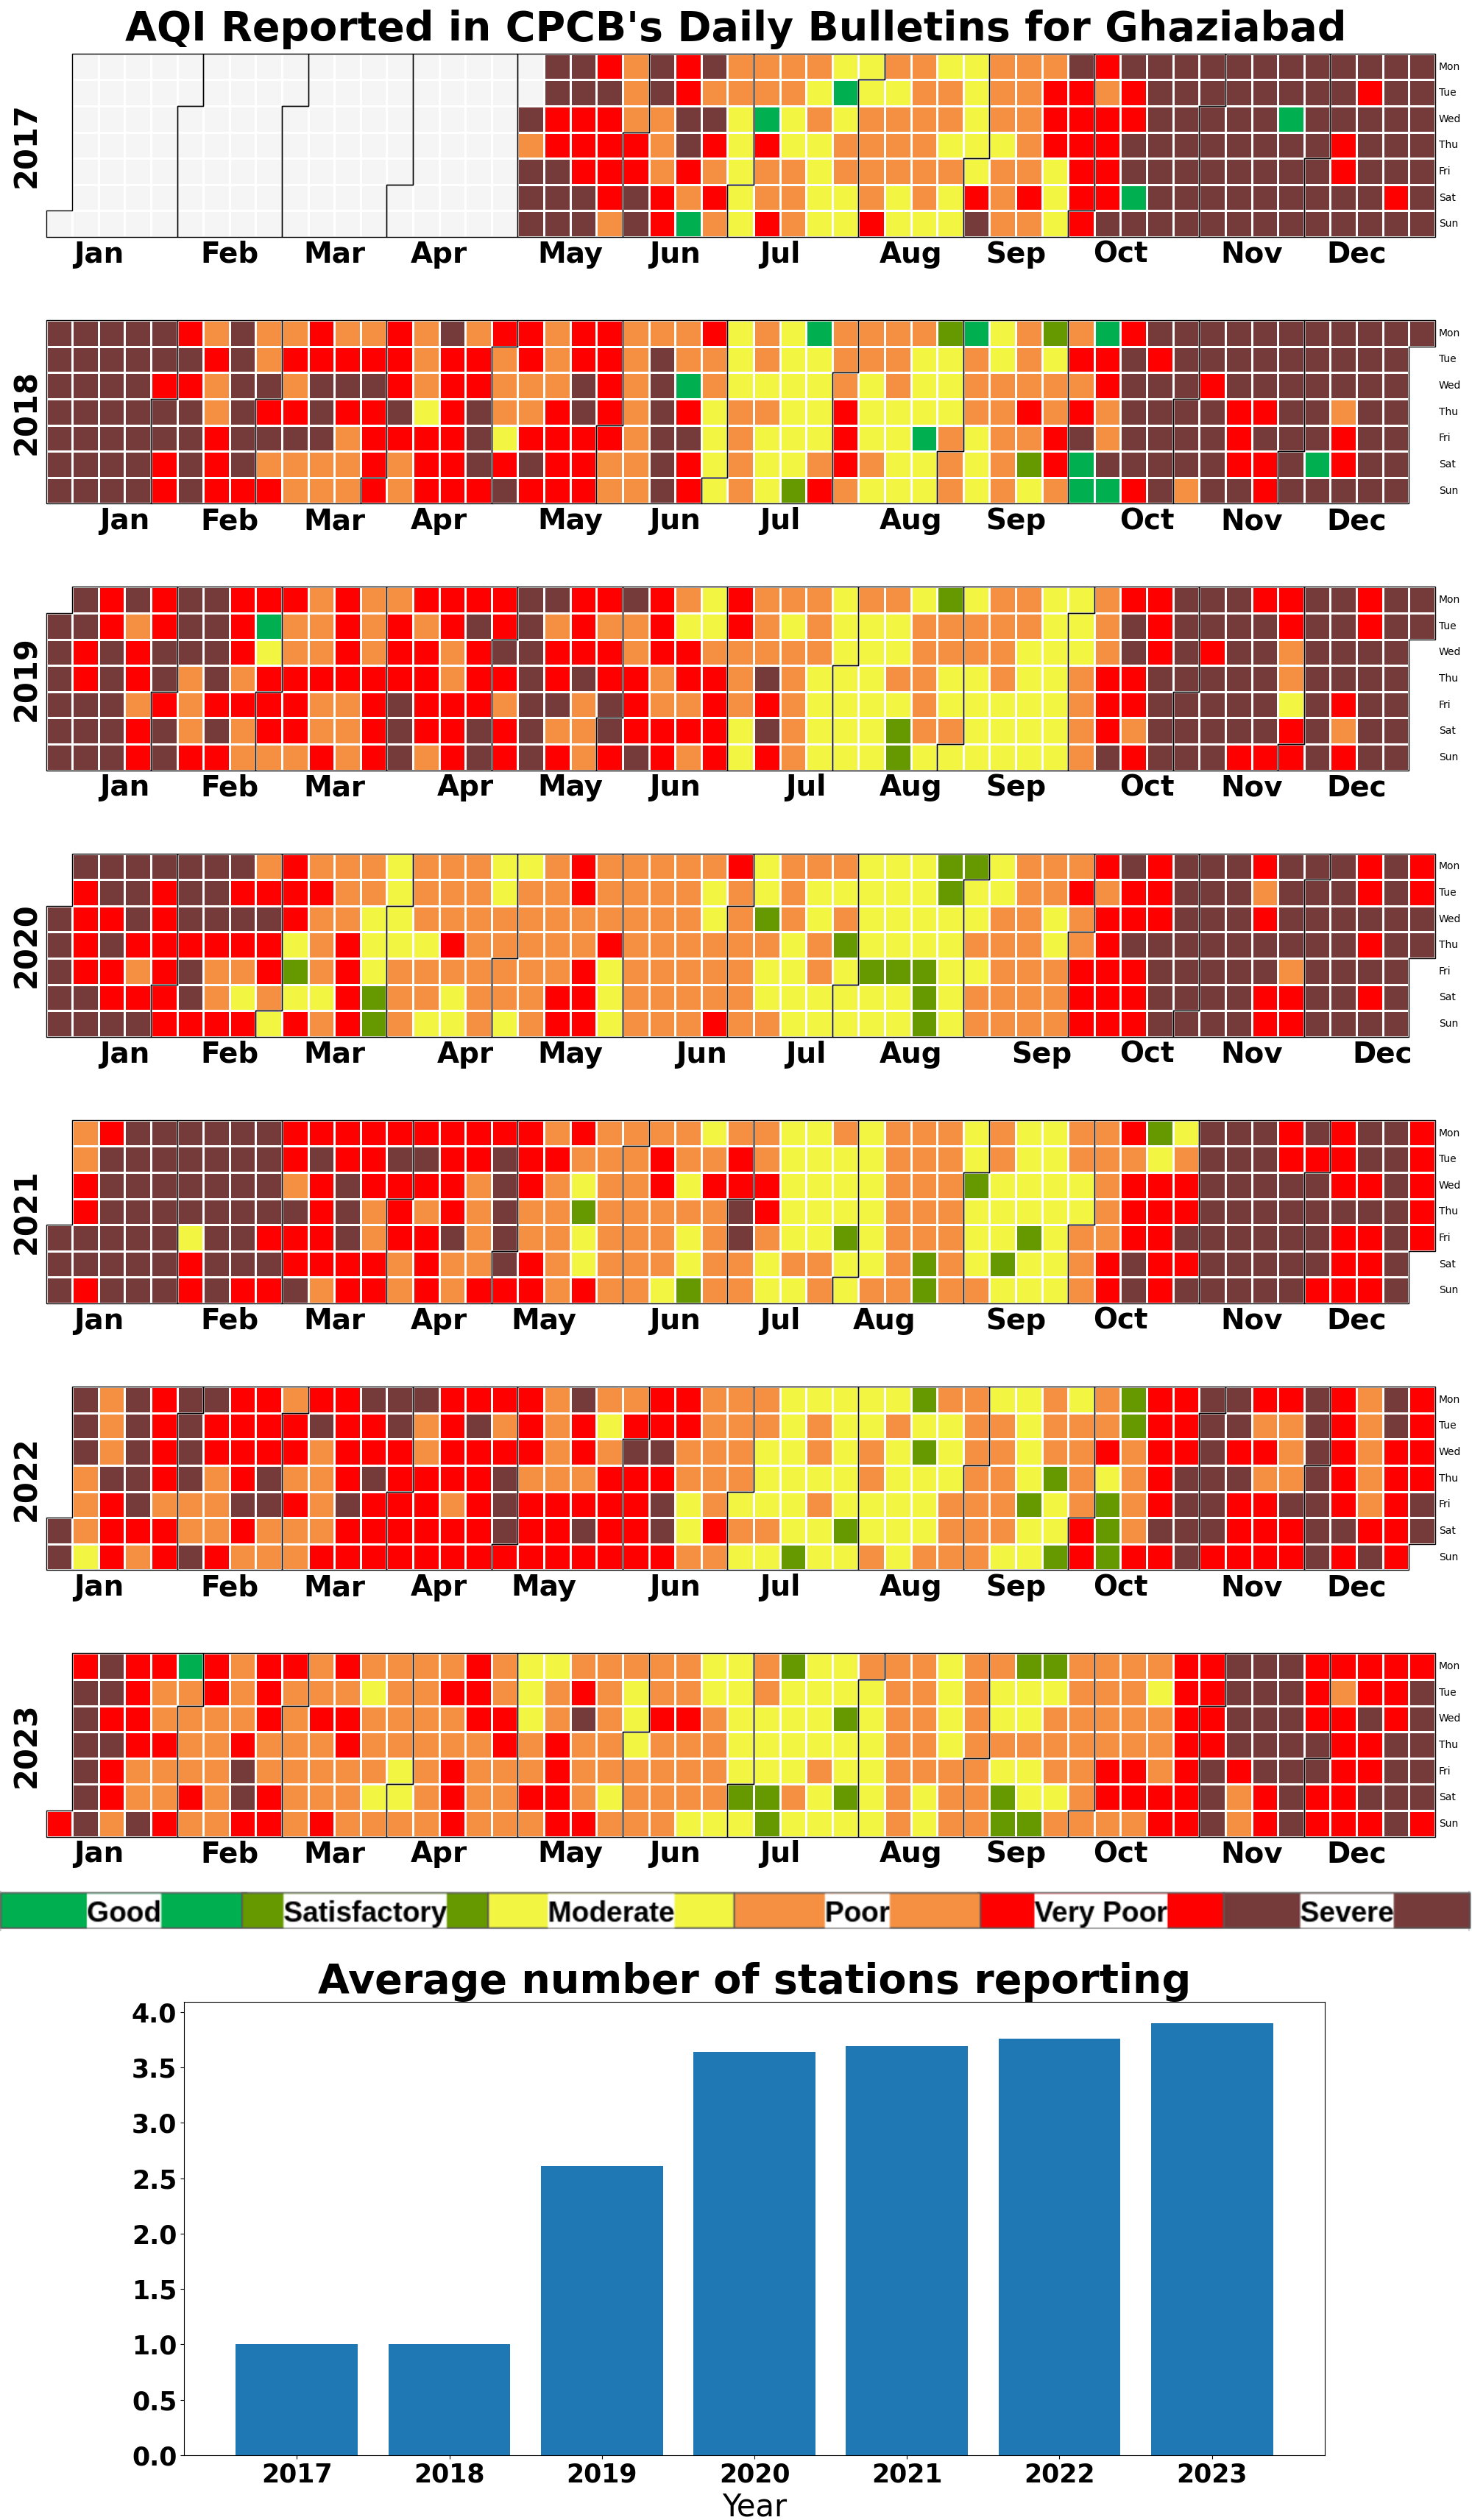 AQI Reported in CPCB's Daily Bulletins for Ghaziabad
2017
Mon
Tue
Wed
Thu
Fri
Sat
Sun
Jan Feb Mar Apr May Jun Jul Aug Sep Oct Nov Dec
2018
Mon
Tue
Wed
Thu
Fri
Sat
Sun
Jan Feb Mar Apr May Jun Jul Aug Sep Oct Nov Dec
2019
Mon
Tue
Wed
Thu
Fri
Sat
Sun
Jan Feb Mar Apr May Jun Jul Aug Sep Oct Nov Dec
2020
Mon
Tue
Wed
Thu
Fri
Sat
Sun
Jan Feb Mar Apr May Jun Jul Aug Sep Oct Nov Dec
2021
Mon
Tue
Wed
Thu
Fri
Sat
Sun
Jan Feb Mar Apr May Jun Jul Aug Sep Oct Nov Dec
2022
Mon
Tue
Wed
Thu
Fri
Sat
Sun
Jan Feb Mar Apr May Jun Jul Aug Sep Oct Nov Dec
2023
Mon
Tue
Wed
Thu
Fri
Sat
Sun
Jan Feb Mar Apr May Jun Jul Aug Sep Oct Nov Dec
Good Satisfactory Moderate Poor Very Poor Severe
Average number of stations reporting
4.0
3.5
3.0
2.5
2.0
1.5
1.0
0.5
0.0
2017 2018 2019 2020 2021 2022 2023
Year